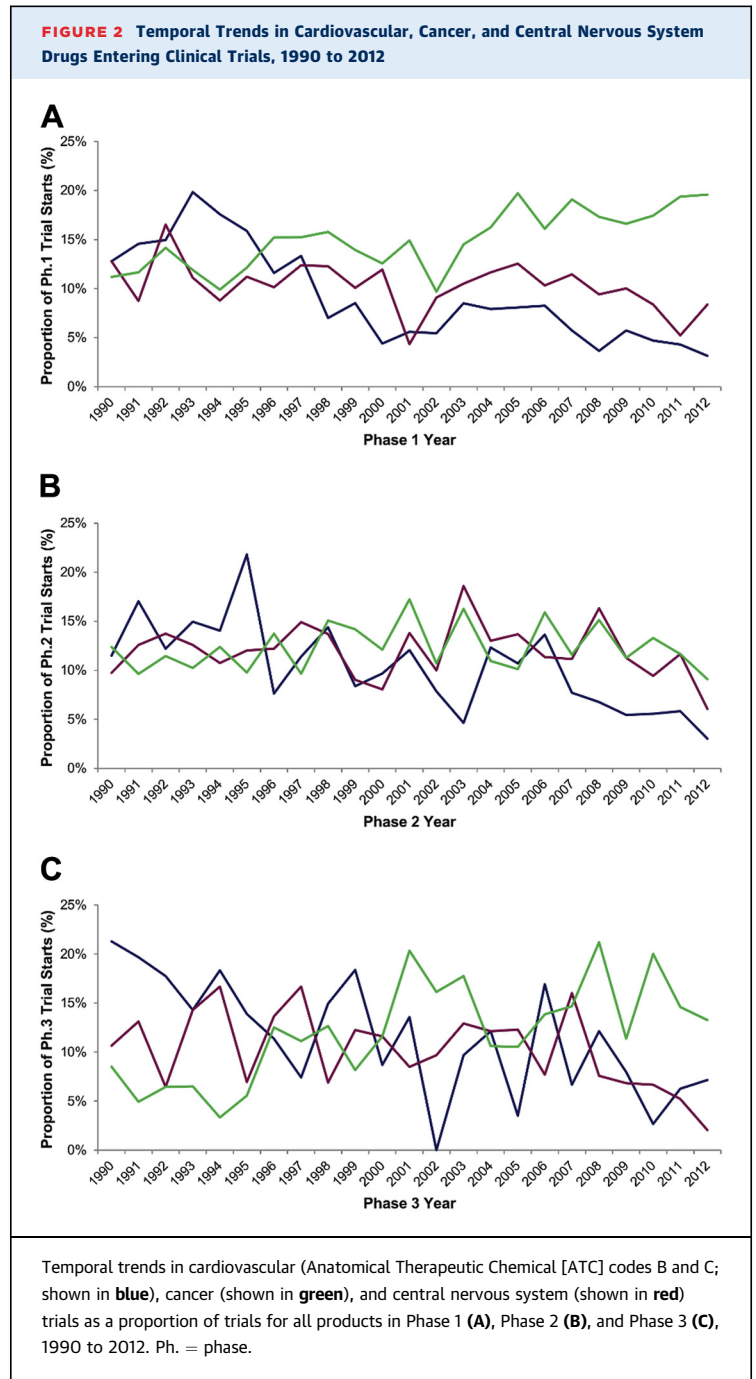 FIGURE 2 Temporal Trends in Cardiovascular, Cancer, and Central Nervous System
Drugs Entering Clinical Trials, 1990 to 2012
A
Proportion of Ph.1 Trial Starts (%)
25%
20%
15%
10%
5%
0%
1990 1991 1992 1993 1994 1995 1996 1997 1998 1999 2000 2001 2002 2003 2004 2005 2006 2007 2008 2009 2010 2011 2012
Phase 1 Year
B
Proportion of Ph.2 Trial Starts (%)
25%
20%
15%
10%
5%
0%
1990 1991 1992 1993 1994 1995 1996 1997 1998 1999 2000 2001 2002 2003 2004 2005 2006 2007 2008 2009 2010 2011 2012
Phase 2 Year
C
Proportion of Ph.3 Trial Starts (%)
25%
20%
15%
10%
5%
0%
1990 1991 1992 1993 1994 1995 1996 1997 1998 1999 2000 2001 2002 2003 2004 2005 2006 2007 2008 2009 2010 2011 2012
Phase 3 Year
Temporal trends in cardiovascular (Anatomical Therapeutic Chemical [ATC] codes B and C;
shown in blue), cancer (shown in green), and central nervous system (shown in red)
trials as a proportion of trials for all products in Phase 1 (A), Phase 2 (B), and Phase 3 (C),
1990 to 2012. Ph. = phase.